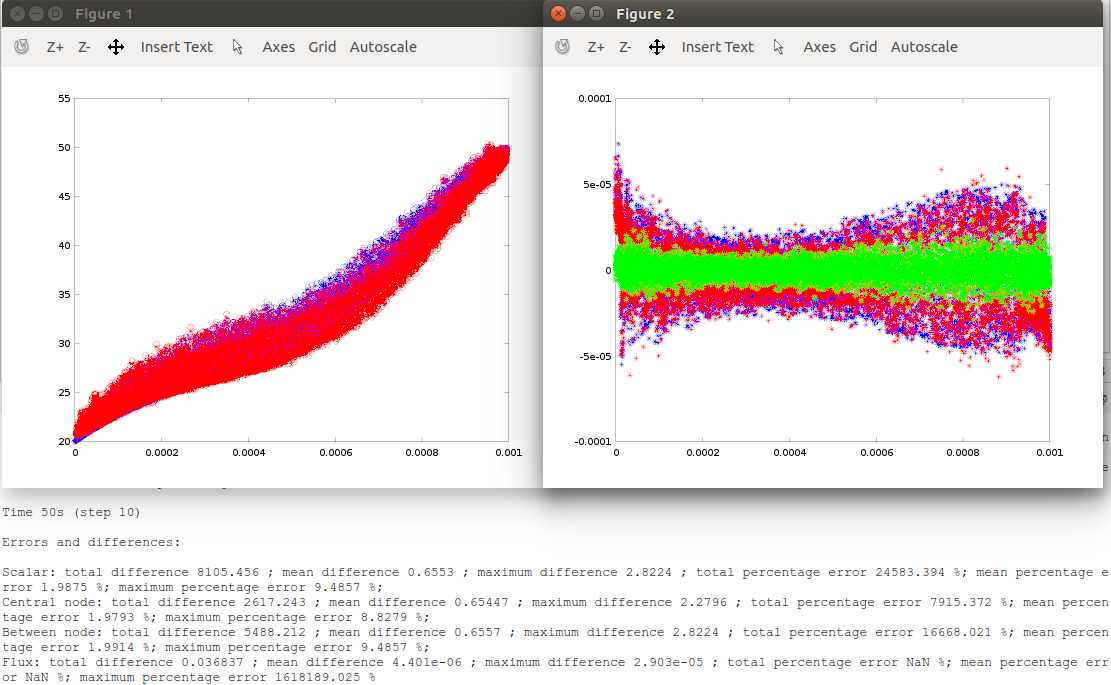 Figure 1
Z+ Z- Insert Text Axes Grid Autoscale
55
50
45
40
35
30
25
20
0 0.0002 0.0004 0.0006 0.0008 0.001
Figure 2
Z+ Z- Insert Text Axes Grid Autoscale
0.0001
5e-05
0
-5e-05
-0.0001
0 0.0002 0.0004 0.0006 0.0008 0.001
Time 50s (step 10)
Errors and differences:
Scalar: total difference 8105.456 ; mean difference 0.6553 ; maximum difference 2.8224 ; total percentage error 24583.394 %; mean percentage e
rror 1.9875 %; maximum percentage error 9.4857 %;
Central node: total difference 2617.243 ; mean difference 0.65447 ; maximum difference 2.2796 ; total percentage error 7915.372 %; mean percen
tage error 1.9793 %; maximum percentage error 8.8279 %;
Between node: total difference 5488.212 ; mean difference 0.6557 ; maximum difference 2.8224 ; total percentage error 16668.021 %; mean percen
tage error 1.9914 %; maximum percentage error 9.4857 %;
Flux: total difference 0.036837 ; mean difference 4.401e-06 ; maximum difference 2.903e-05 ; total percentage error NaN %; mean percentage err
or NaN %; maximum percentage error 1618189.025 %